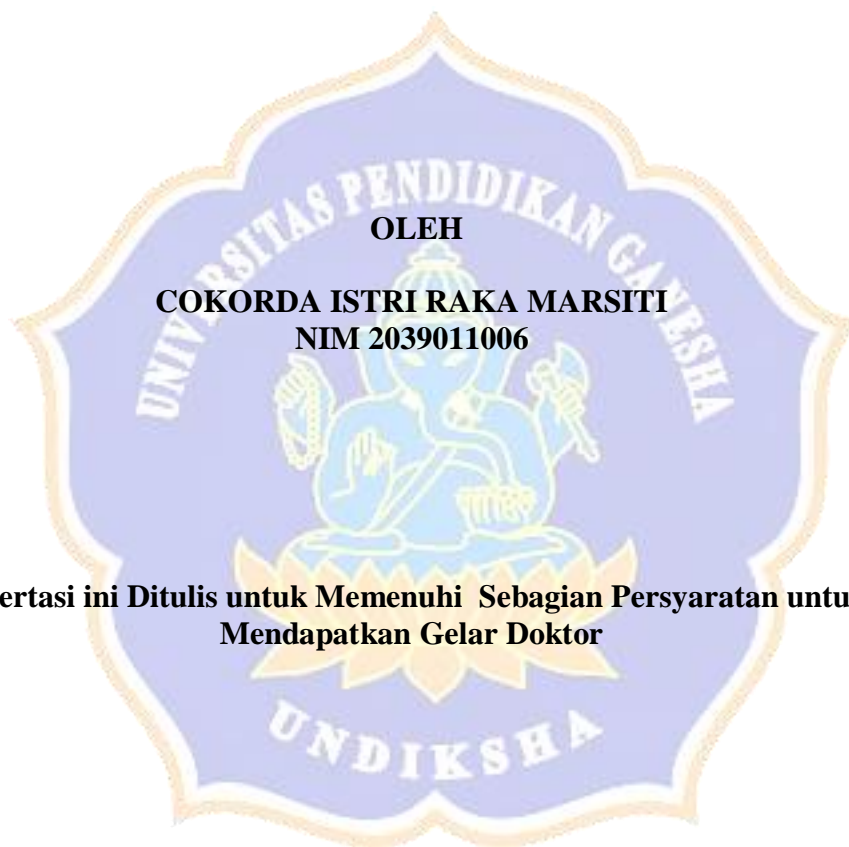 UNIVERSITAS PENDIDIKAN GANESHA
OLEH
COKORDA ISTRI RAKA MARSITI
NIM 2039011006
ertasi ini Ditulis untuk Memenuhi Sebagian Persyaratan untu
Mendapatkan Gelar Doktor
UNDIKSHA